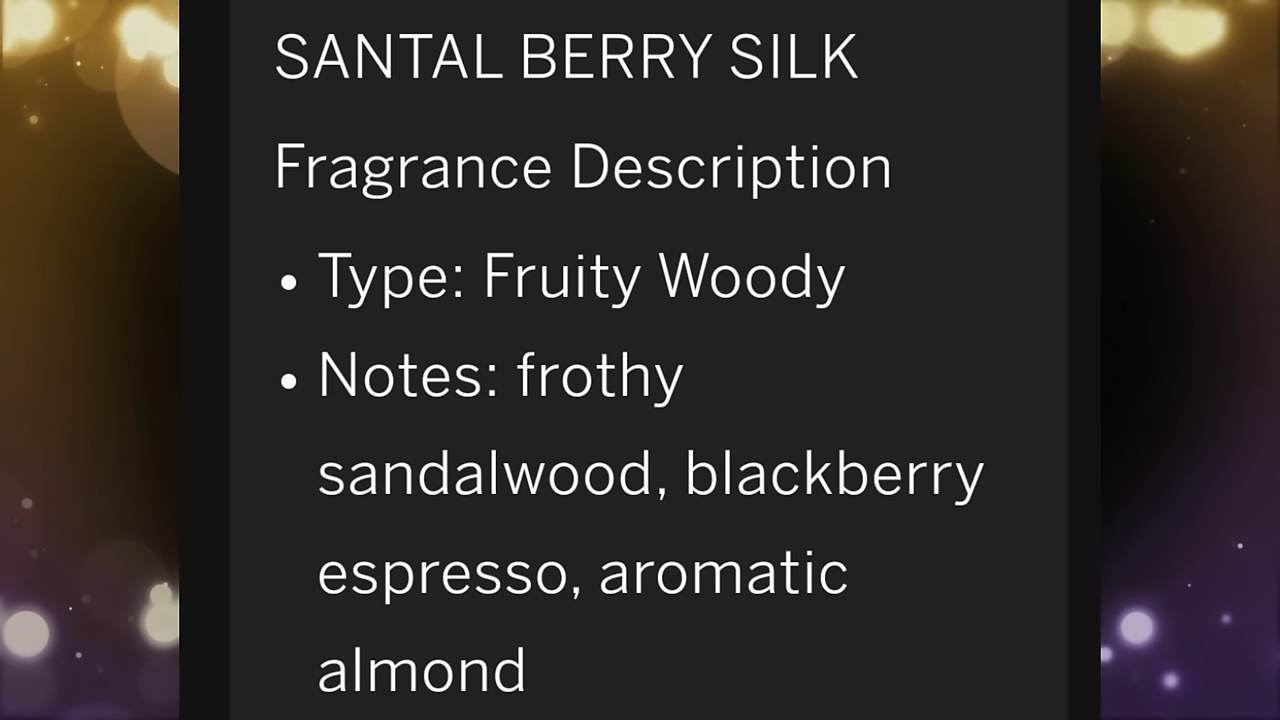 SANTAL BERRY SILK
Fragrance Description
• Type: Fruity Woody
• Notes: frothy
sandalwood, blackberry
espresso, aromatic
almond